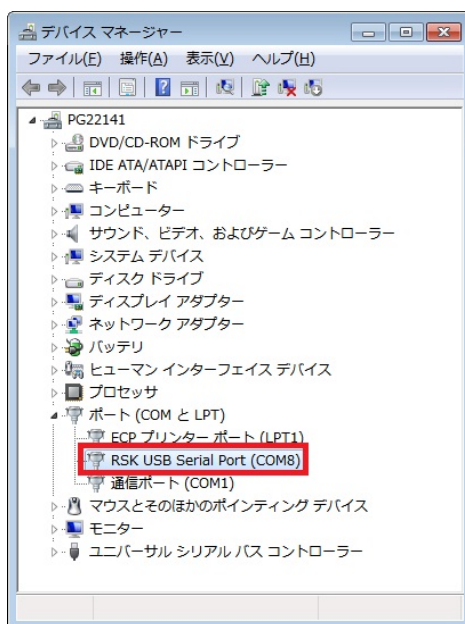 デバイス マネージャー
ファイル(F) 操作(A) 表示(V) ヘルプ(H)
PG22141
DVD/CD-ROM ドライブ
IDE ATA/ATAPI コントローラー
キーボード
コンピューター
サウンド、ビデオ、およびゲーム コントローラー
システム デバイス
ディスク ドライブ
ディスプレイ アダプター
ネットワーク アダプター
バッテリ
ヒューマン インターフェイス デバイス
プロセッサ
ポート (COM と LPT)
ECP プリンター ポート (LPT1)
RSK USB Serial Port (COM8)
通信ポート (COM1)
マウスとそのほかのポインティング デバイス
モニター
ユニバーサル シリアル バス コントローラー